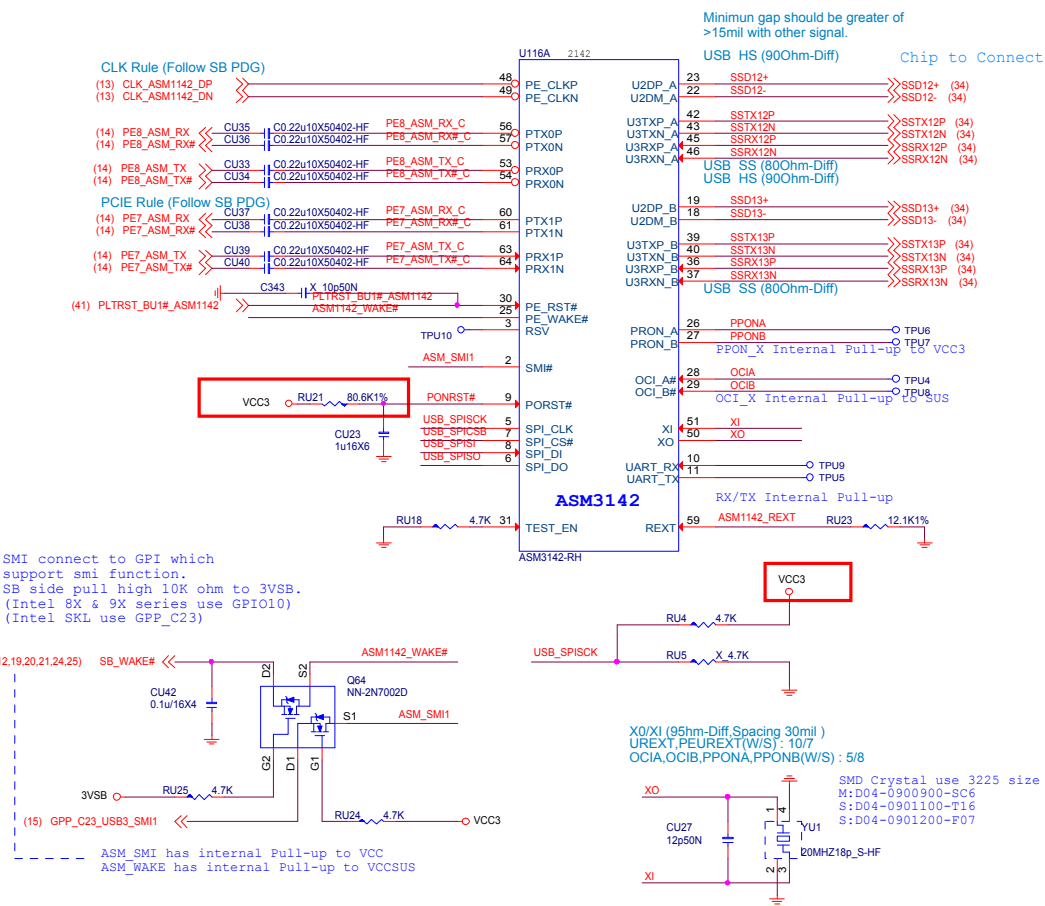 Minimun gap should be greater of
>15mil with other signal.
U116A 2142
USB HS (90Ohm-Diff)
Chip to Connect
CLK Rule (Follow SB PDG)
(13) CLK_ASM1142_DP
(13) CLK_ASM1142_DN
48 PE_CLKP
49 PE_CLKN
U2DP_A 23 SSD12+ SSD12+ (34)
U2DM_A 22 SSD12- SSD12- (34)
(14) PE8_ASM_RX CU35 C0.22u10X50402-HF PE8_ASM_RX_C 56 PTX0P
(14) PE8_ASM_RX# CU36 C0.22u10X50402-HF PE8_ASM_RX#_C 57 PTX0N
U3TXP_A 42 SSTX12P SSTX12P (34)
U3TXN_A 43 SSTX12N SSTX12N (34)
U3RXP_A 45 SSRX12P SSRX12P (34)
U3RXN_A 46 SSRX12N SSRX12N (34)
(14) PE8_ASM_TX CU33 C0.22u10X50402-HF PE8_ASM_TX_C 53 PRX0P
(14) PE8_ASM_TX# CU34 C0.22u10X50402-HF PE8_ASM_TX#_C 54 PRX0N
USB SS (80Ohm-Diff)
USB HS (90Ohm-Diff)
PCIE Rule (Follow SB PDG)
(14) PE7_ASM_RX CU37 C0.22u10X50402-HF PE7_ASM_RX_C 60 PTX1P
(14) PE7_ASM_RX# CU38 C0.22u10X50402-HF PE7_ASM_RX#_C 61 PTX1N
U2DP_B 19 SSD13+ SSD13+ (34)
U2DM_B 18 SSD13- SSD13- (34)
(14) PE7_ASM_TX CU39 C0.22u10X50402-HF PE7_ASM_TX_C 63 PRX1P
(14) PE7_ASM_TX# CU40 C0.22u10X50402-HF PE7_ASM_TX#_C 64 PRX1N
U3TXP_B 39 SSTX13P SSTX13P (34)
U3TXN_B 40 SSTX13N SSTX13N (34)
U3RXP_B 36 SSRX13P SSRX13P (34)
U3RXN_B 37 SSRX13N SSRX13N (34)
USB SS (80Ohm-Diff)
C343 X_10p50N
(41) PLTRST_BU1#_ASM1142 PLTRST_BU1#_ASM1142 30 PE_RST#
ASM1142_WAKE# 25 PE_WAKE#
TPU10 3 RSV
PRON_A 26 PPONA TPU6
PRON_B 27 PPONB TPU7
PPON_X Internal Pull-up to VCC3
ASM_SMI1 2 SMI#
OCI_A# 28 OCIA TPU4
OCI_B# 29 OCIB TPU8
OCI_X Internal Pull-up to SUS
VCC3 RU21 80.6K1% PONRST# 9 PORST#
CU23
1u16X6
USB_SPISCK 5 SPI_CLK
USB_SPICSB 7 SPI_CS#
USB_SPISI 8 SPI_DI
USB_SPISO 6 SPI_DO
XI 51 XI
XO 50 XO
UART_RX 10 TPU9
UART_TX 11 TPU5
RX/TX Internal Pull-up
ASM3142
RU18 4.7K 31 TEST_EN
REXT 59 ASM1142_REXT RU23 12.1K1%
ASM3142-RH
SMI connect to GPI which
support smi function.
SB side pull high 10K ohm to 3VSB.
(Intel 8X & 9X series use GPIO10)
(Intel SKL use GPP_C23)
VCC3
RU4 4.7K
USB_SPISCK
RU5 X_4.7K
2,19,20,21,24,25) SB_WAKE#
D2 S2
ASM1142_WAKE#
CU42
0.1u/16X4
Q64
NN-2N7002D
S1 ASM_SMI1
G2 D1 G1
3VSB RU25 4.7K
(15) GPP_C23_USB3_SMI1
RU24 4.7K VCC3
ASM_SMI has internal Pull-up to VCC
ASM_WAKE has internal Pull-up to VCCSUS
X0/XI (95hm-Diff,Spacing 30mil )
UREXT,PEUREXT(W/S) : 10/7
OCIA,OCIB,PPONA,PPONB(W/S) : 5/8
SMD Crystal use 3225 size
M:D04-0900900-SC6
S:D04-0901100-T16
S:D04-0901200-F07
XO
CU27
12p50N
1 4
YU1
20MHZ18p_S-HF
2 3
XI